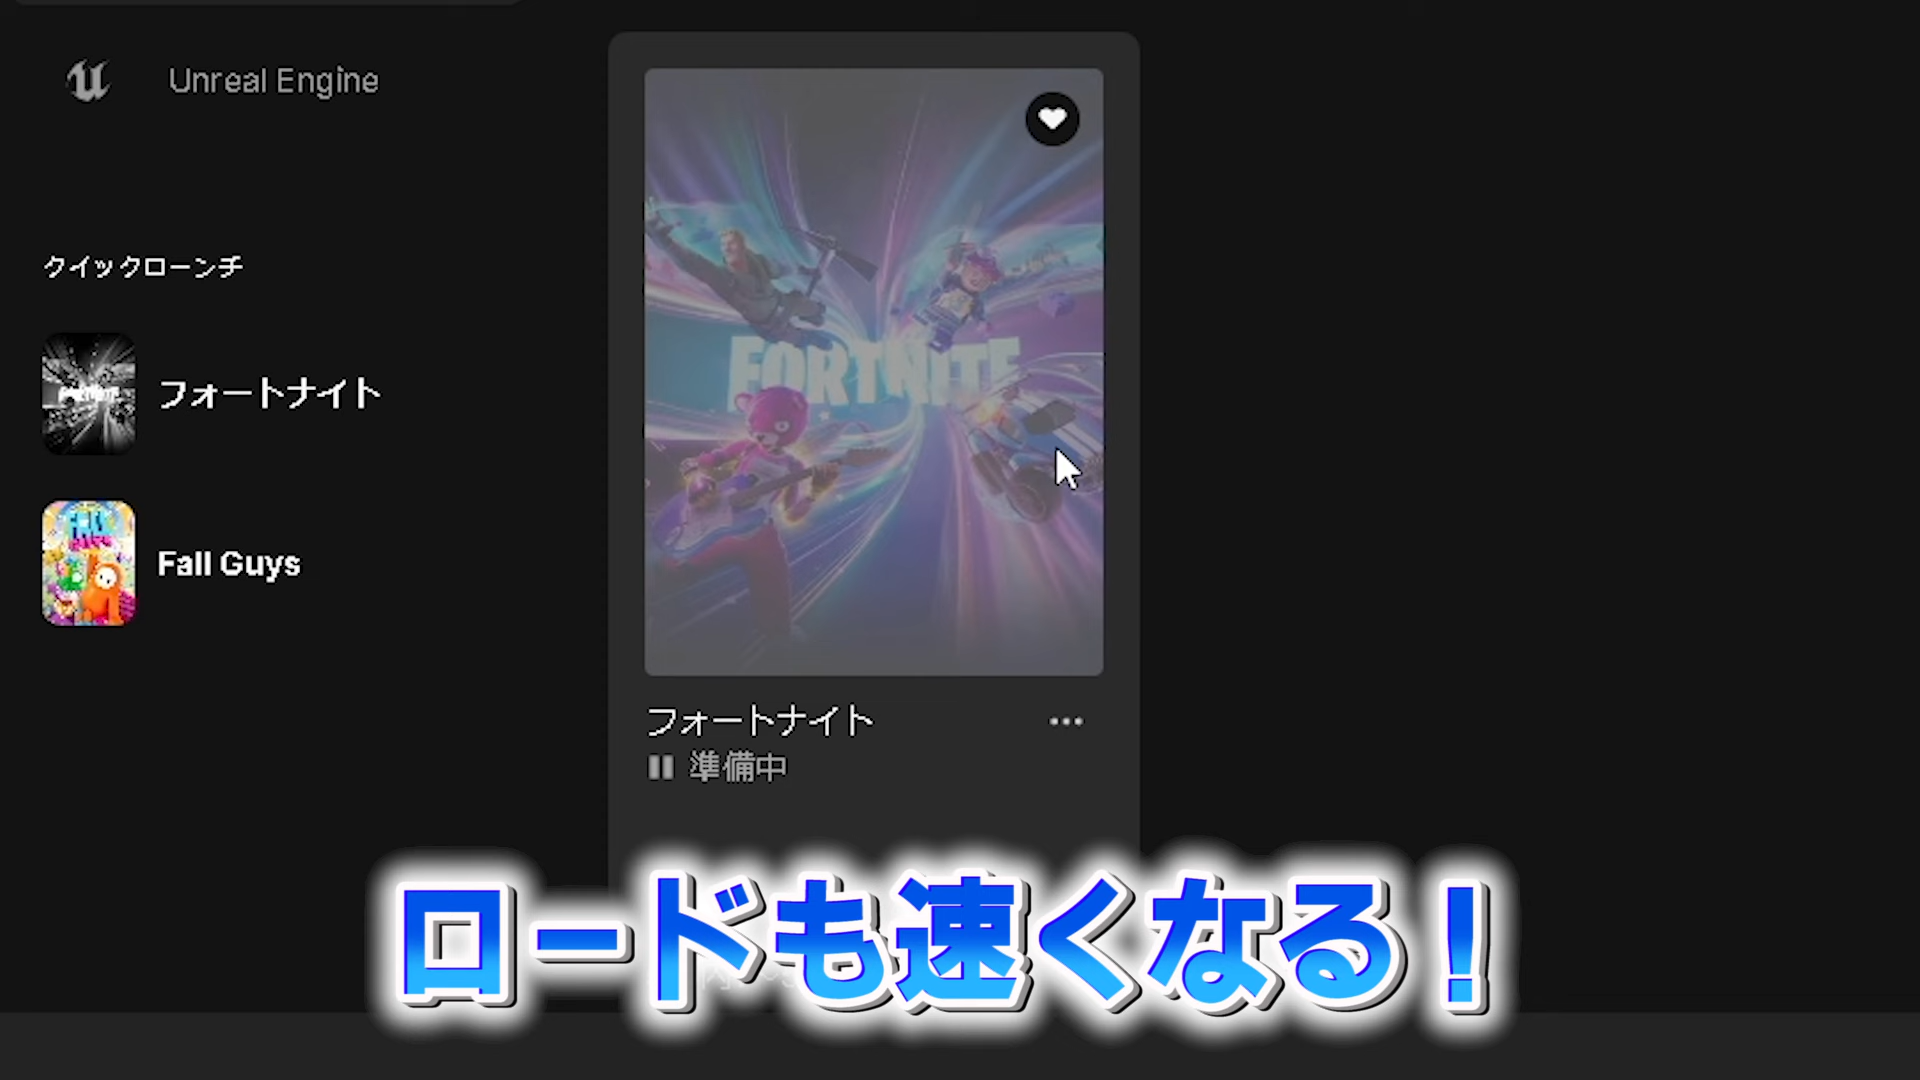 Unreal Engine
クイックローンチ
フォートナイト
Fall Guys
FORTNITE
フォートナイト
準備中
ロードも速くなる！